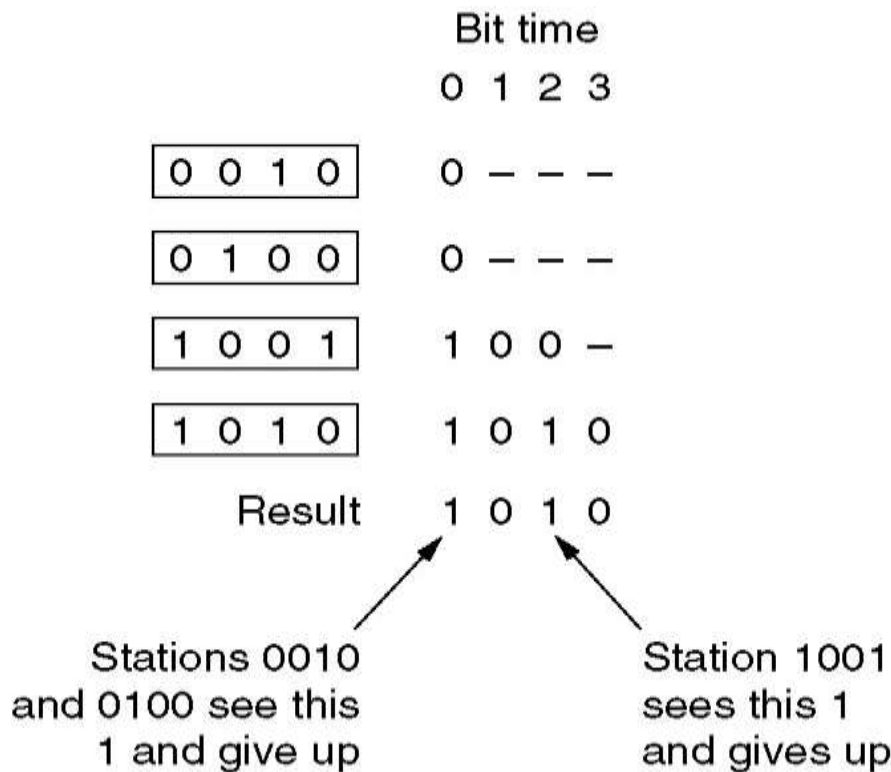 Bit time
0 1 2 3
0 0 1 0 0 – – –
0 1 0 0 0 – – –
1 0 0 1 1 0 0 –
1 0 1 0 1 0 1 0
Result 1 0 1 0
Stations 0010
and 0100 see this
1 and give up
Station 1001
sees this 1
and gives up